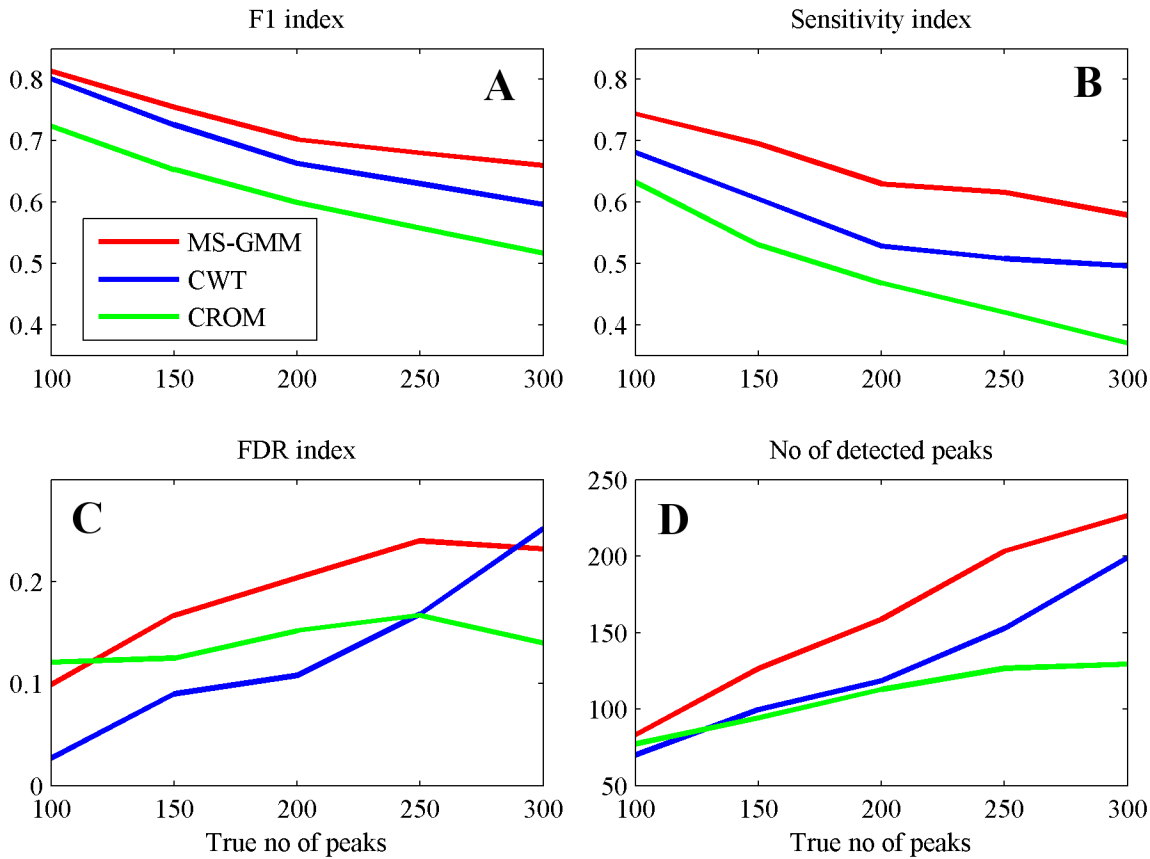 F1 index
A
0.8
0.7
0.6
0.5
0.4
MS-GMM
CWT
CROM
100 150 200 250 300
Sensitivity index
B
0.8
0.7
0.6
0.5
0.4
100 150 200 250 300
FDR index
C
0.2
0.1
0
100 150 200 250 300
True no of peaks
No of detected peaks
D
250
200
150
100
50
100 150 200 250 300
True no of peaks